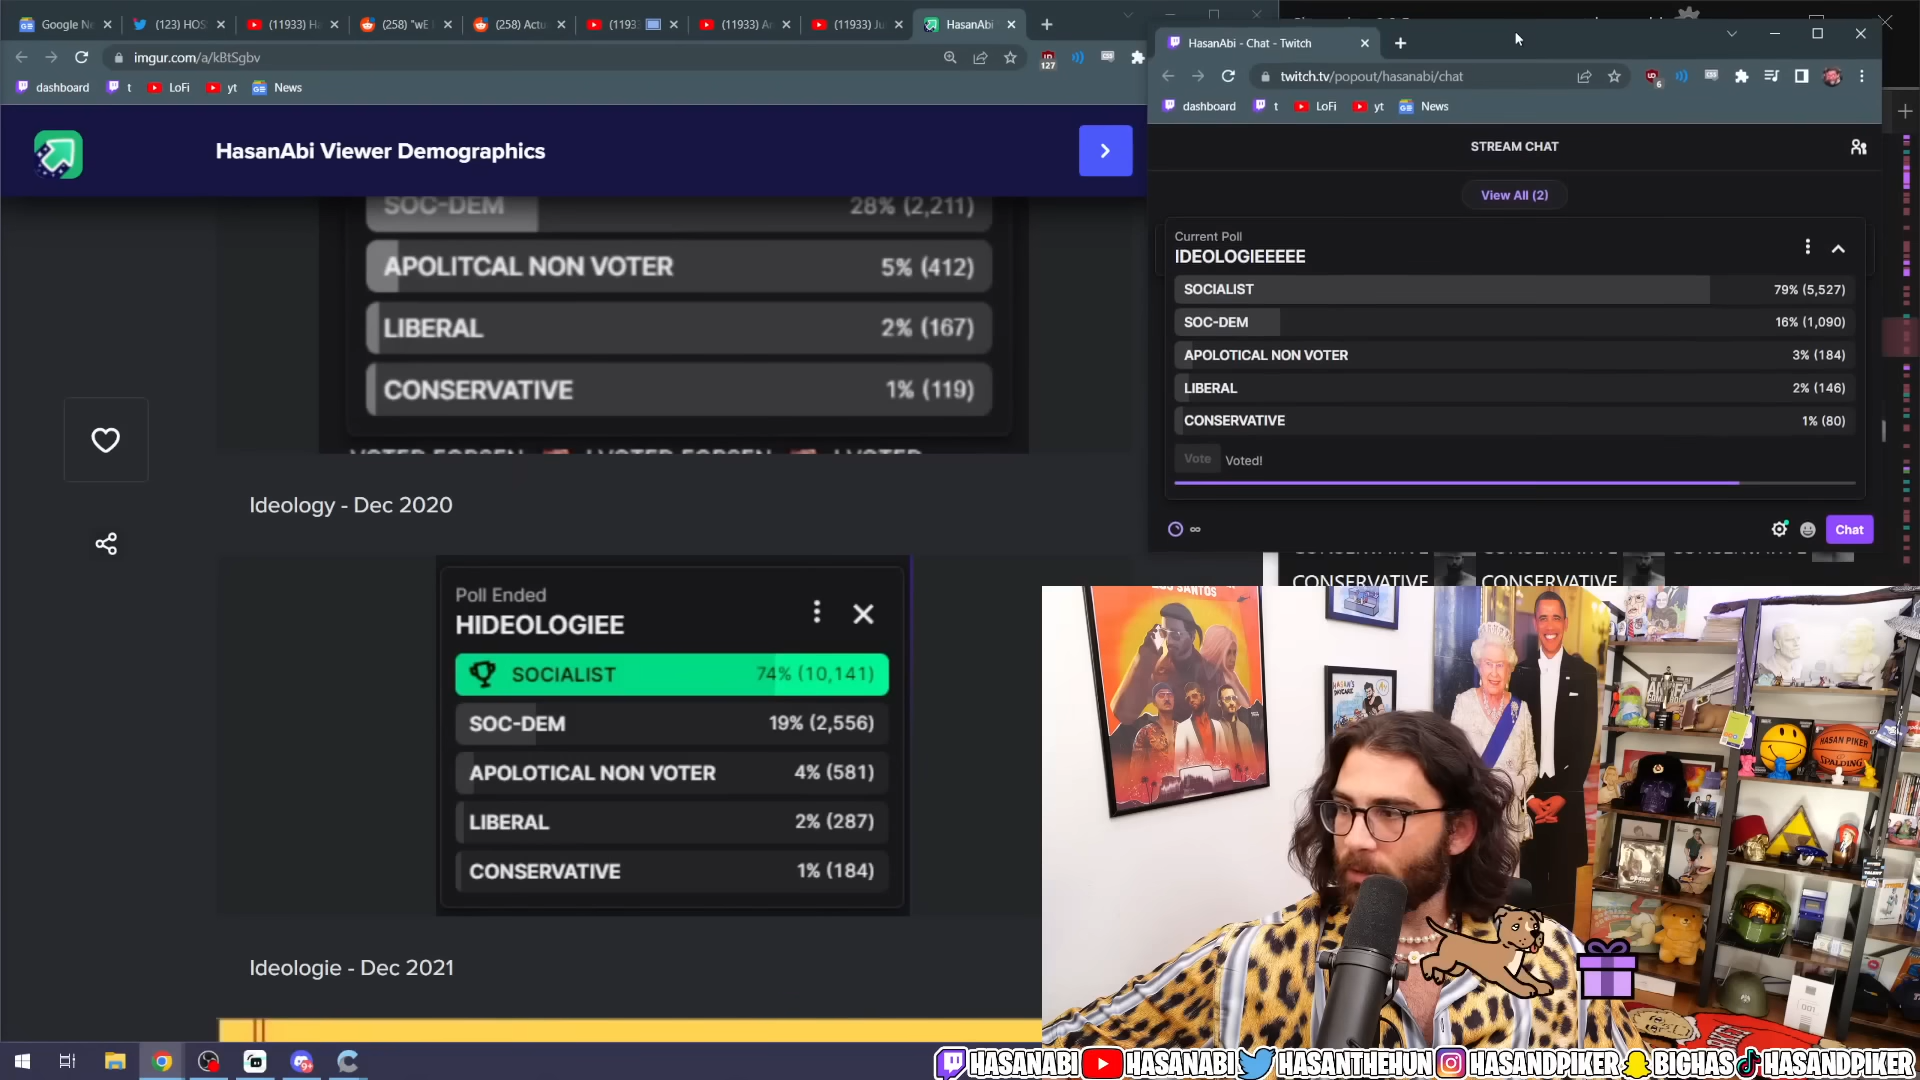 Google Ne
(123) HOS
(11933) H
(258) "wE
(258) Actu
(1193
(11933) Ar
(11933) Ju
HasanAbi
imgur.com/a/kBtSgbv
127
dashboard
t
LoFi
yt
News
HasanAbi Viewer Demographics
SOC-DEM 28% (2,211)
APOLITCAL NON VOTER 5% (412)
LIBERAL 2% (167)
CONSERVATIVE 1% (119)
Ideology - Dec 2020
Poll Ended
HIDEOLOGIEE
SOCIALIST 74% (10,141)
SOC-DEM 19% (2,556)
APOLOTICAL NON VOTER 4% (581)
LIBERAL 2% (287)
CONSERVATIVE 1% (184)
Ideologie - Dec 2021
HasanAbi - Chat - Twitch
twitch.tv/popout/hasanabi/chat
6
dashboard
t
LoFi
yt
News
STREAM CHAT
View All (2)
Current Poll
IDEOLOGIEEEEE
SOCIALIST 79% (5,527)
SOC-DEM 16% (1,090)
APOLOTICAL NON VOTER 3% (184)
LIBERAL 2% (146)
CONSERVATIVE 1% (80)
Vote Voted!
∞
Chat
CONSERVATIVE CONSERVATIVE
SANTOS
HASAN PIKER
SPALDING
HASANABI HASANABI HASANTHEHUN HASANDPIKER BIGHAS HASANDPIKER